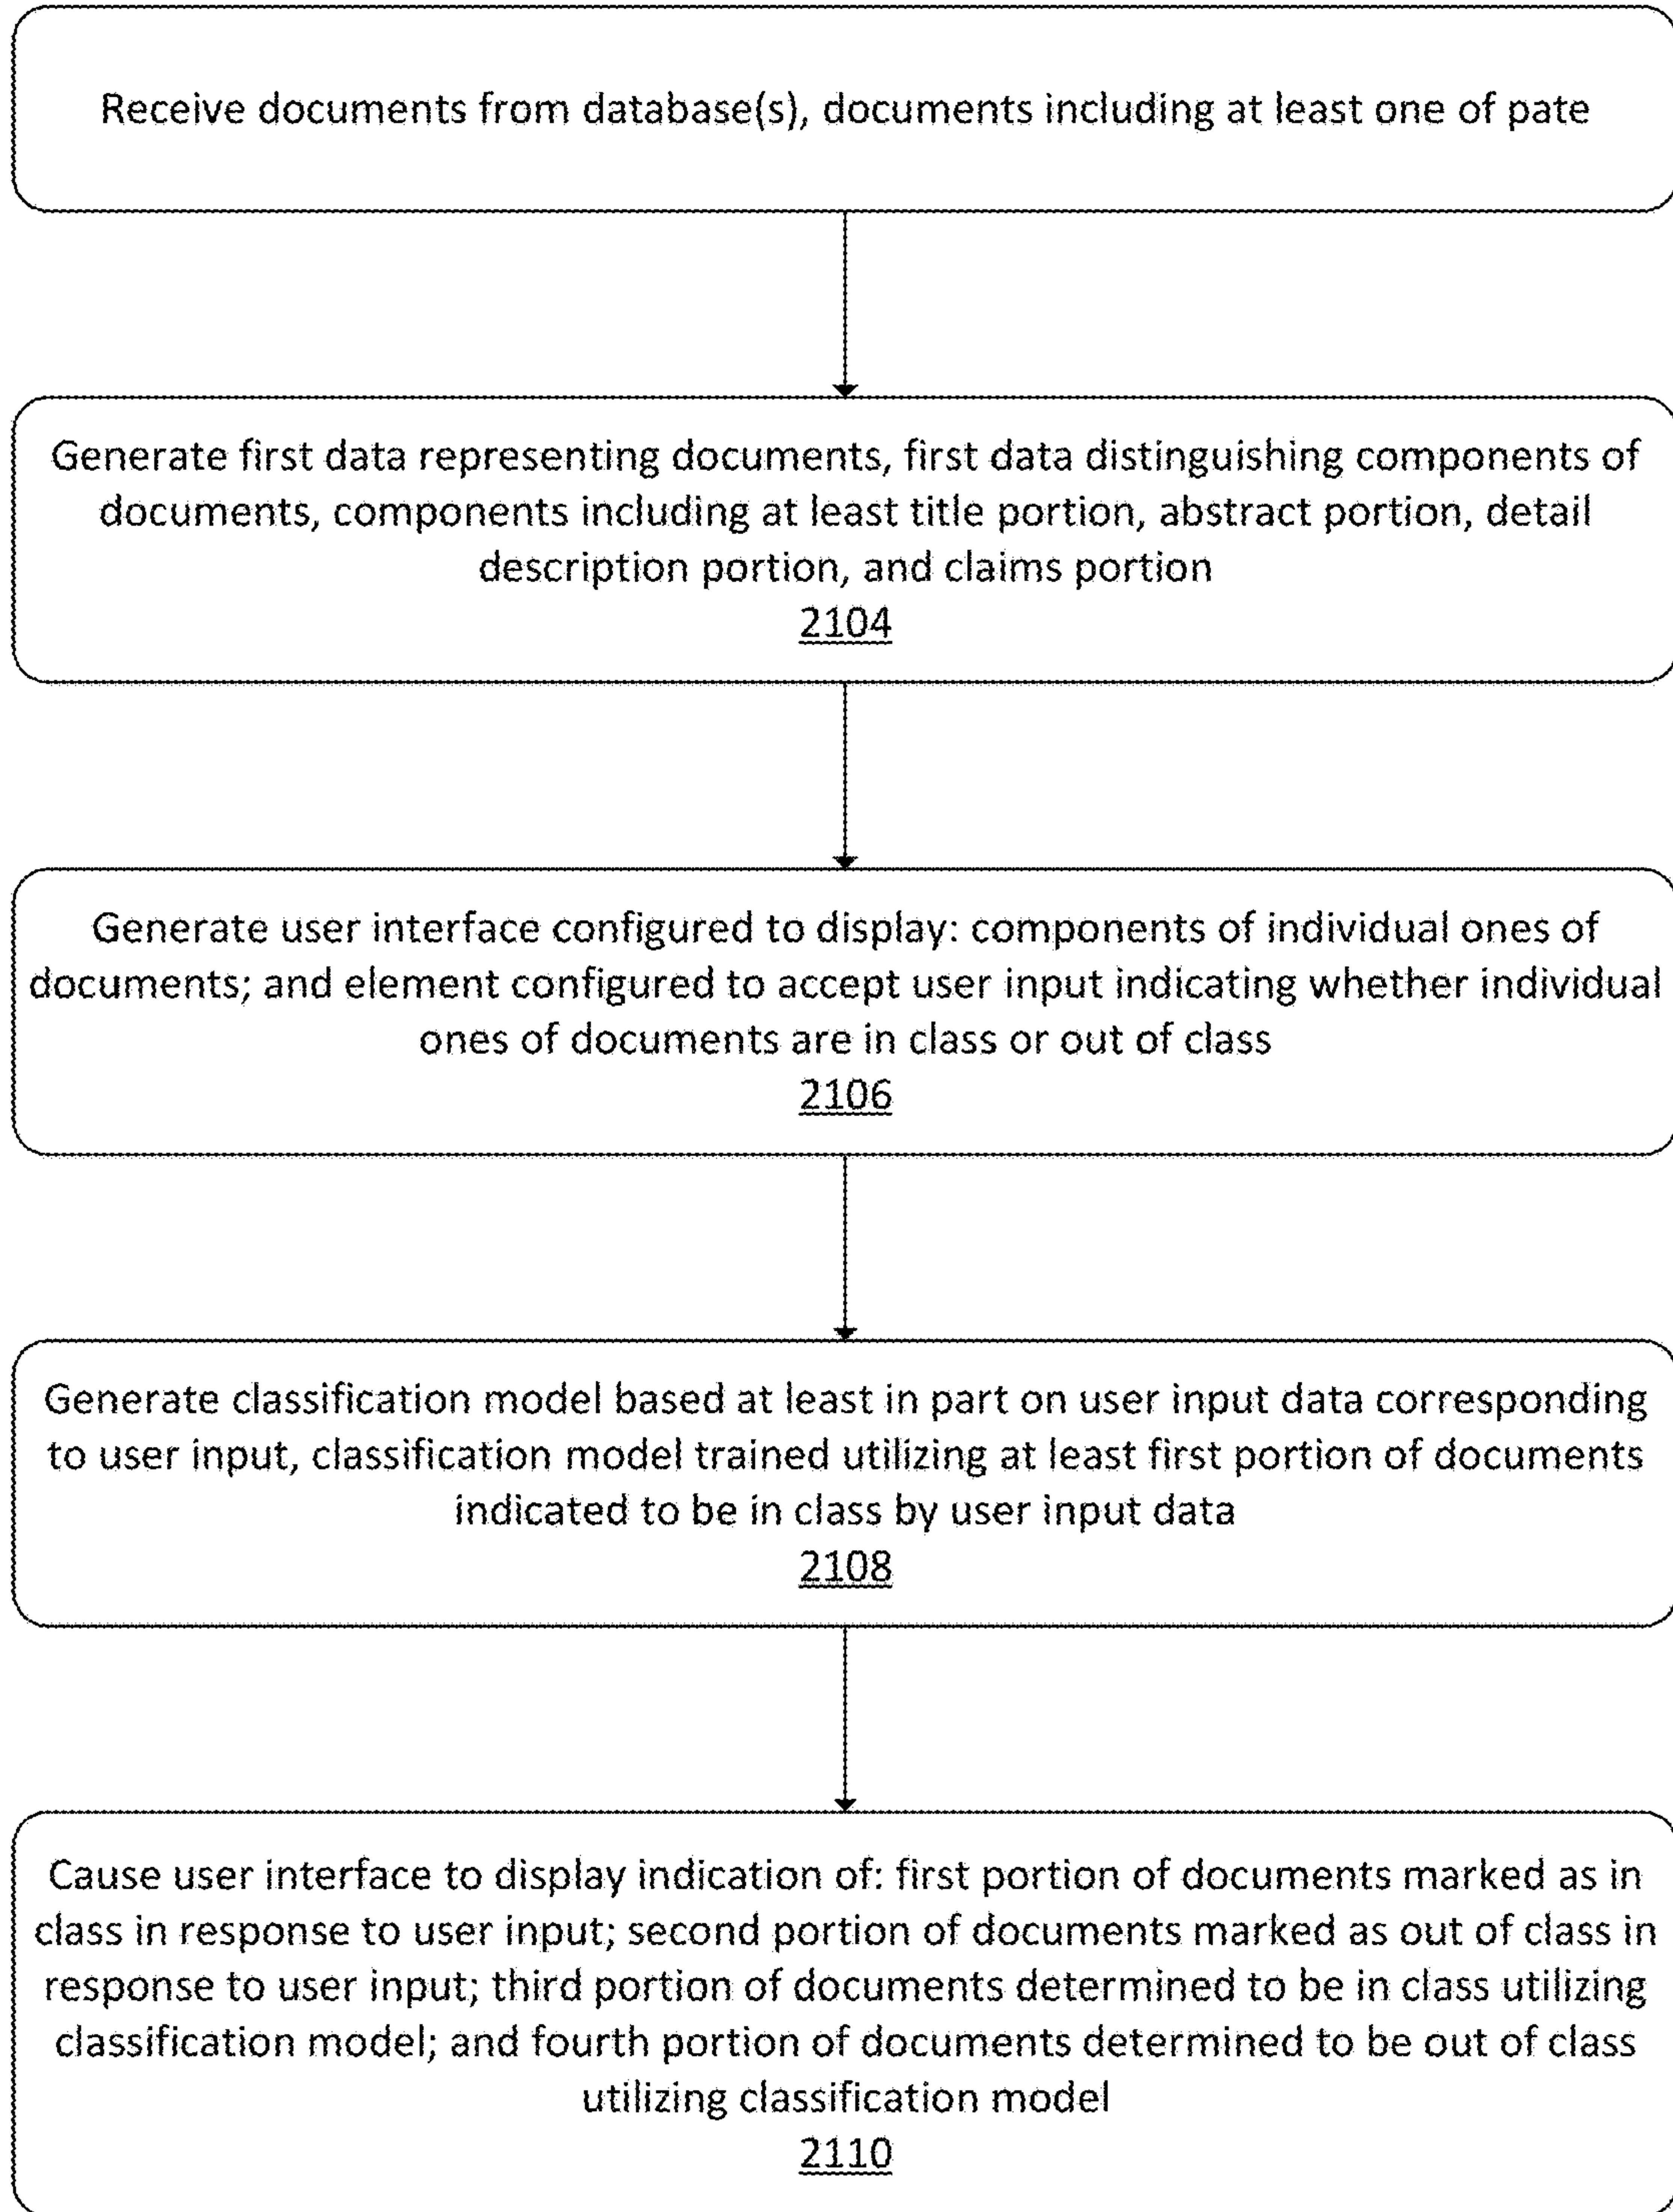 Receive documents from database(s), documents including at least one of pate
Generate first data representing documents, first data distinguishing components of
documents, components including at least title portion, abstract portion, detail
description portion, and claims portion
2104
Generate user interface configured to display: components of individual ones of
documents; and element configured to accept user input indicating whether individual
ones of documents are in class or out of class
2106
Generate classification model based at least in part on user input data corresponding
to user input, classification model trained utilizing at least first portion of documents
indicated to be in class by user input data
2108
Cause user interface to display indication of: first portion of documents marked as in
class in response to user input; second portion of documents marked as out of class in
response to user input; third portion of documents determined to be in class utilizing
classification model; and fourth portion of documents determined to be out of class
utilizing classification model
2110